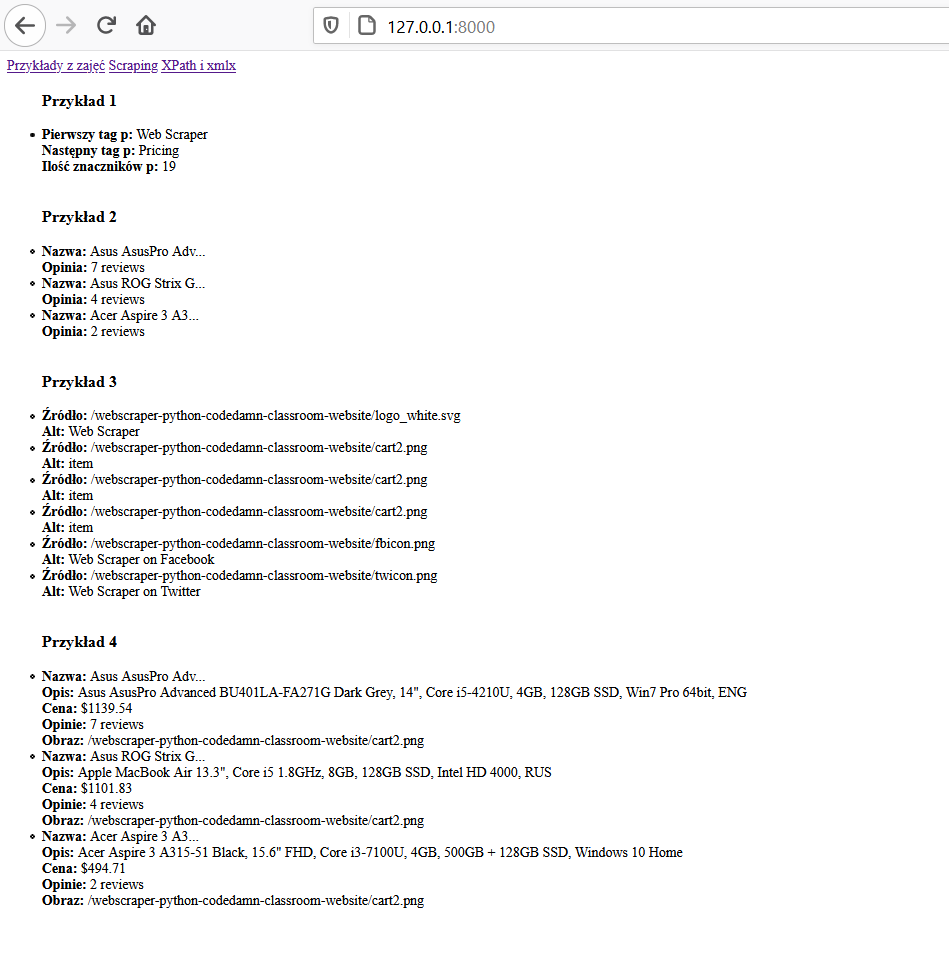 127.0.0.1:8000
Przykłady z zajęć Scraping XPath i xmlx
Przykład 1
Pierwszy tag p: Web Scraper
Następny tag p: Pricing
Ilość znaczników p: 19
Przykład 2
Nazwa: Asus AsusPro Adv...
Opinia: 7 reviews
Nazwa: Asus ROG Strix G...
Opinia: 4 reviews
Nazwa: Acer Aspire 3 A3...
Opinia: 2 reviews
Przykład 3
Źródło: /webscraper-python-codedamn-classroom-website/logo_white.svg
Alt: Web Scraper
Źródło: /webscraper-python-codedamn-classroom-website/cart2.png
Alt: item
Źródło: /webscraper-python-codedamn-classroom-website/cart2.png
Alt: item
Źródło: /webscraper-python-codedamn-classroom-website/cart2.png
Alt: item
Źródło: /webscraper-python-codedamn-classroom-website/fbicon.png
Alt: Web Scraper on Facebook
Źródło: /webscraper-python-codedamn-classroom-website/twicon.png
Alt: Web Scraper on Twitter
Przykład 4
Nazwa: Asus AsusPro Adv...
Opis: Asus AsusPro Advanced BU401LA-FA271G Dark Grey, 14", Core i5-4210U, 4GB, 128GB SSD, Win7 Pro 64bit, ENG
Cena: $1139.54
Opinie: 7 reviews
Obraz: /webscraper-python-codedamn-classroom-website/cart2.png
Nazwa: Asus ROG Strix G...
Opis: Apple MacBook Air 13.3", Core i5 1.8GHz, 8GB, 128GB SSD, Intel HD 4000, RUS
Cena: $1101.83
Opinie: 4 reviews
Obraz: /webscraper-python-codedamn-classroom-website/cart2.png
Nazwa: Acer Aspire 3 A3...
Opis: Acer Aspire 3 A315-51 Black, 15.6" FHD, Core i3-7100U, 4GB, 500GB + 128GB SSD, Windows 10 Home
Cena: $494.71
Opinie: 2 reviews
Obraz: /webscraper-python-codedamn-classroom-website/cart2.png